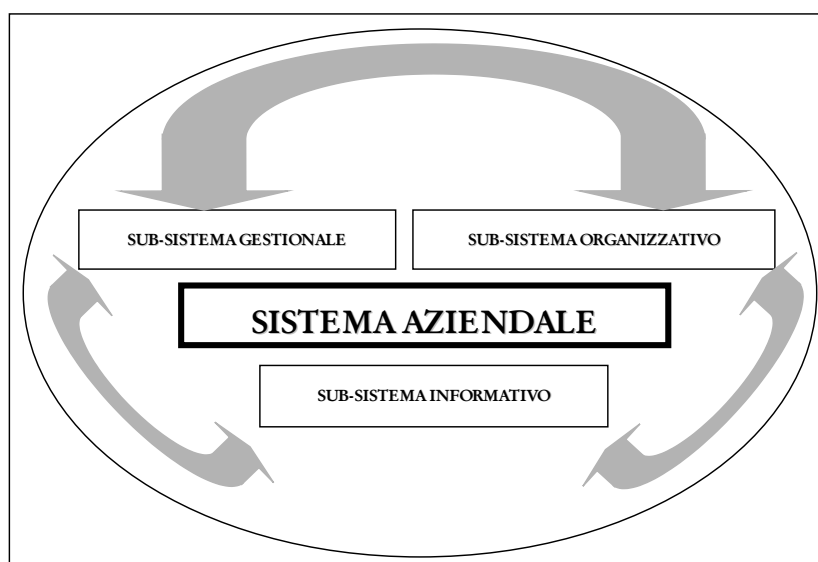 SUB-SISTEMA GESTIONALE
SUB-SISTEMA ORGANIZZATIVO
SISTEMA AZIENDALE
SUB-SISTEMA INFORMATIVO